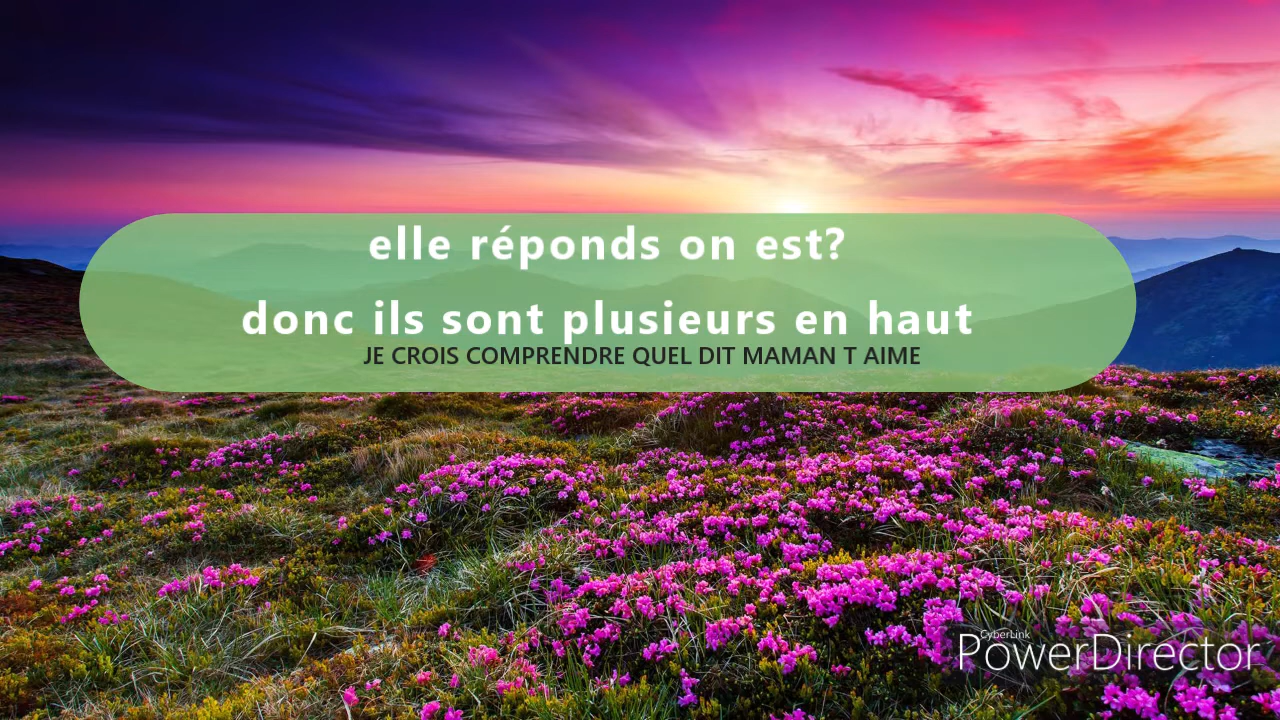 elle réponds on est?
donc ils sont plusieurs en haut
JE CROIS COMPRENDRE QUEL DIT MAMAN T AIME
CyberLink
PowerDirector